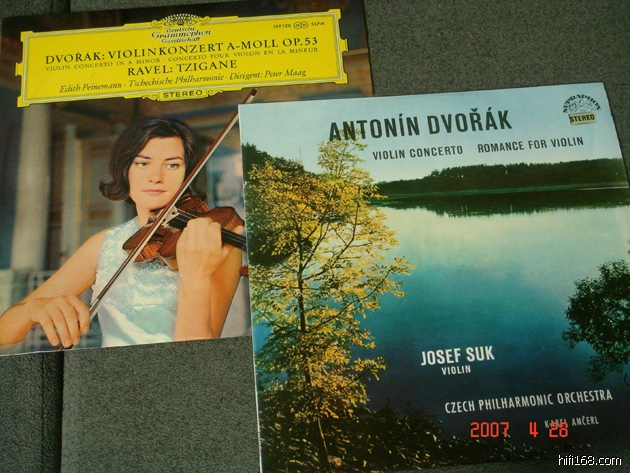 Deutsche
Grammophon
Gesellschaft
DVOŘÁK: VIOLINKONZERT A-MOLL OP. 53
VIOLIN CONCERTO IN A MINOR · CONCERTO POUR VIOLON EN LA MINEUR
RAVEL: TZIGANE
Edith Peinemann · Tschechische Philharmonie · Dirigent: Peter Maag
STEREO
SUPRAPHON
STEREO
ANTONÍN DVOŘÁK
VIOLIN CONCERTO ROMANCE FOR VIOLIN
JOSEF SUK
VIOLIN
CZECH PHILHARMONIC ORCHESTRA
KAREL ANČERL
2007 4 28
hifi168.com